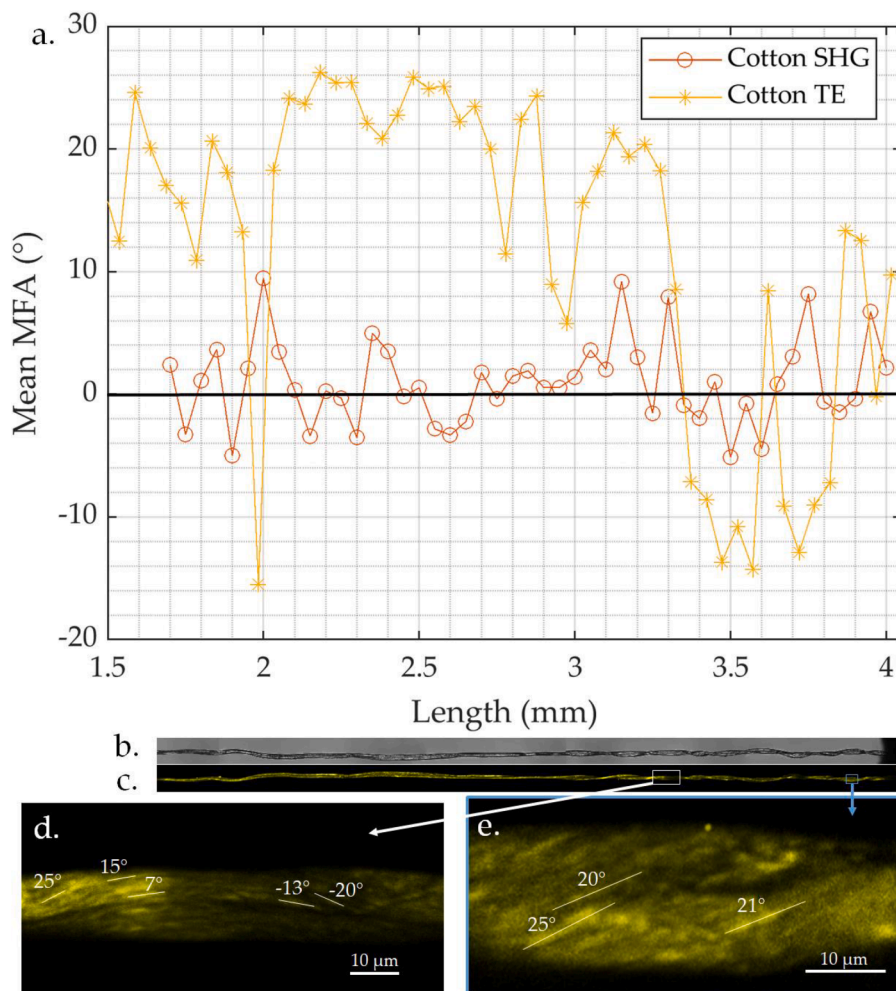 a.
30
20
10
0
-10
-20
Mean MFA (°)
Cotton SHG
Cotton TE
1.5
2
2.5
3
3.5
4
Length (mm)
b.
c.
d.
25°
15°
7°
-13°
-20°
10 μm
e.
20°
25°
21°
10 μm